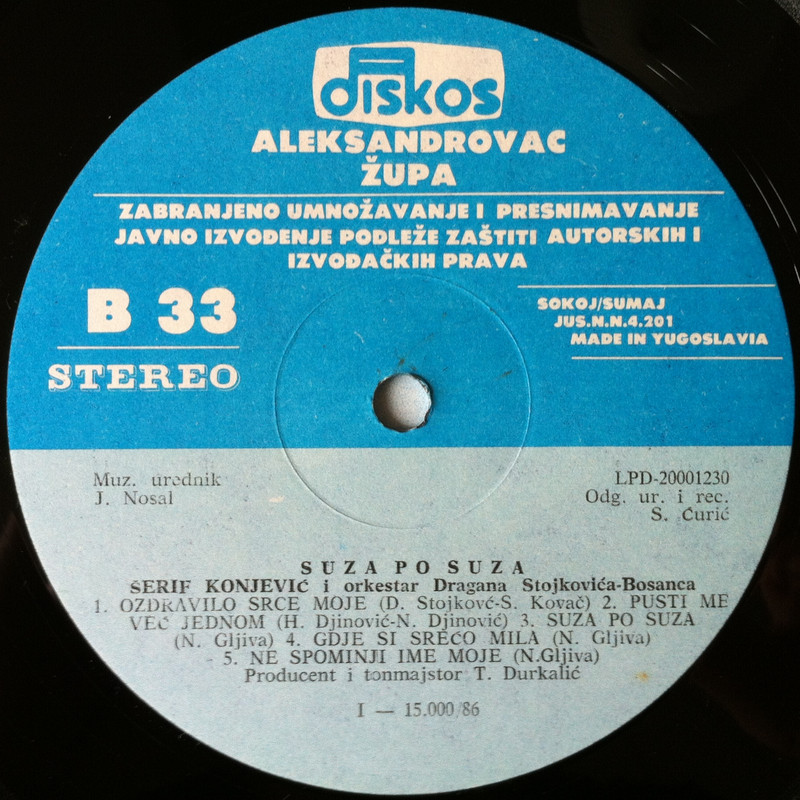 diskos
ALEKSANDROVAC
ŽUPA
ZABRANJENO UMNOŽAVANJE I PRESNIMAVANJE
JAVNO IZVOĐENJE PODLEŽE ZAŠTITI AUTORSKIH I
IZVOĐAČKIH PRAVA
B 33
STEREO
SOKOJ/SUMAJ
JUS.N.N.4.201
MADE IN YUGOSLAVIA
Muz. urednik
J. Nosal
LPD-20001230
Odg. ur. i rec.
S. Ćurić
SUZA PO SUZA
ŠERIF KONJEVIĆ i orkestar Dragana Stojkovića-Bosanca
1. OZDRAVILO SRCE MOJE (D. Stojkovć-S. Kovač) 2. PUSTI ME
VEĆ JEDNOM (H. Djinović-N. Djinović) 3. SUZA PO SUZA
(N. Gljiva) 4. GDJE SI SREĆO MILA (N. Gljiva)
5. NE SPOMINJI IME MOJE (N.Gljiva)
Producent i tonmajstor T. Durkalić
I — 15.000/86